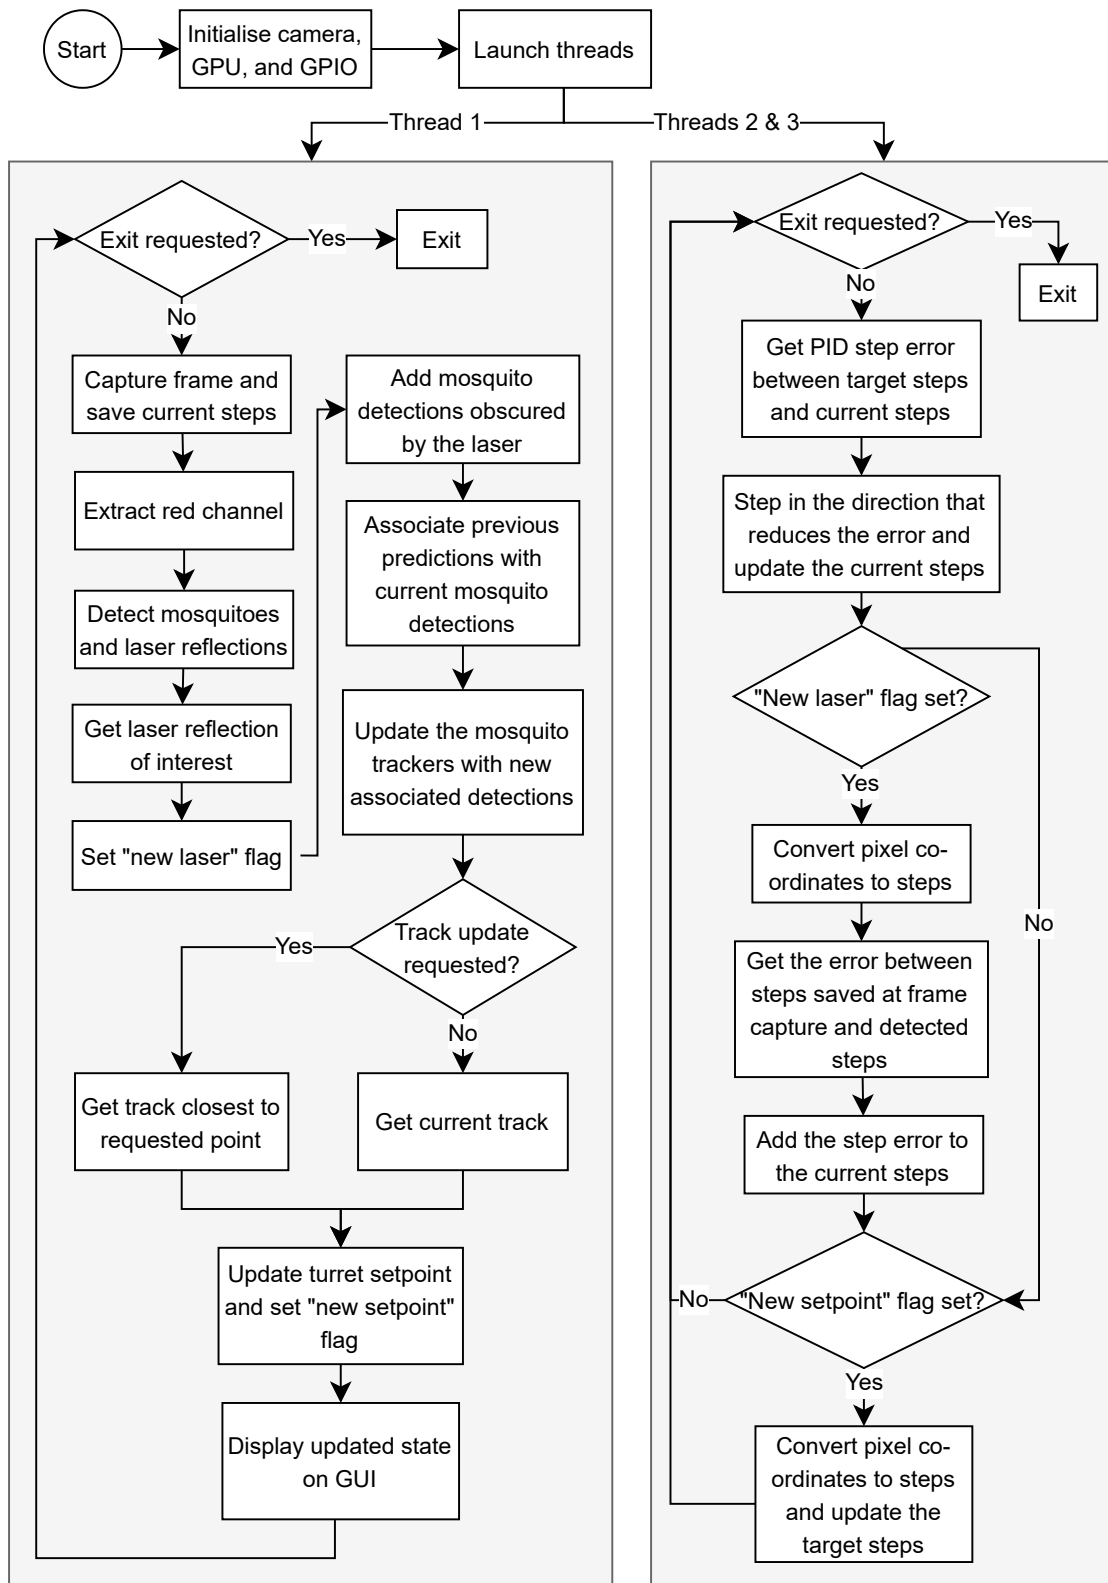 Start
Initialise camera,
GPU, and GPIO
Launch threads
Thread 1
Threads 2 & 3
Exit requested?
Yes
Exit
No
Capture frame and
save current steps
Extract red channel
Detect mosquitoes
and laser reflections
Get laser reflection
of interest
Set "new laser" flag
Add mosquito
detections obscured
by the laser
Associate previous
predictions with
current mosquito
detections
Update the mosquito
trackers with new
associated detections
Track update
requested?
Yes
No
Get track closest to
requested point
Get current track
Update turret setpoint
and set "new setpoint"
flag
Display updated state
on GUI
Exit requested?
Yes
Exit
No
Get PID step error
between target steps
and current steps
Step in the direction that
reduces the error and
update the current steps
"New laser" flag set?
Yes
No
Convert pixel co-
ordinates to steps
Get the error between
steps saved at frame
capture and detected
steps
Add the step error to
the current steps
"New setpoint" flag set?
No
Yes
Convert pixel co-
ordinates to steps
and update the
target steps